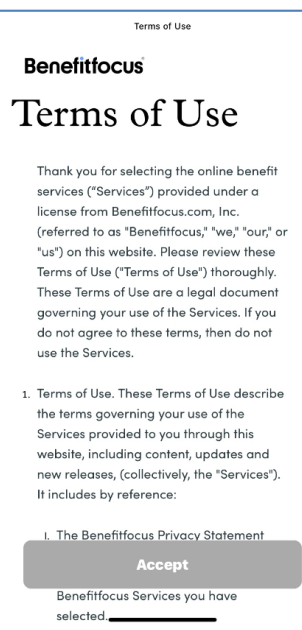 Terms of Use
Benefitfocus
Terms of Use
Thank you for selecting the online benefit
services ("Services") provided under a
license from Benefitfocus.com, Inc.
(referred to as "Benefitfocus," "we," "our," or
"us") on this website. Please review these
Terms of Use ("Terms of Use") thoroughly.
These Terms of Use are a legal document
governing your use of the Services. If you
do not agree to these terms, then do not
use the Services.
1. Terms of Use. These Terms of Use describe
the terms governing your use of the
Services provided to you through this
website, including content, updates and
new releases, (collectively, the "Services").
It includes by reference:
I. The Benefitfocus Privacy Statement
Accept
Benefitfocus Services you have
selected.